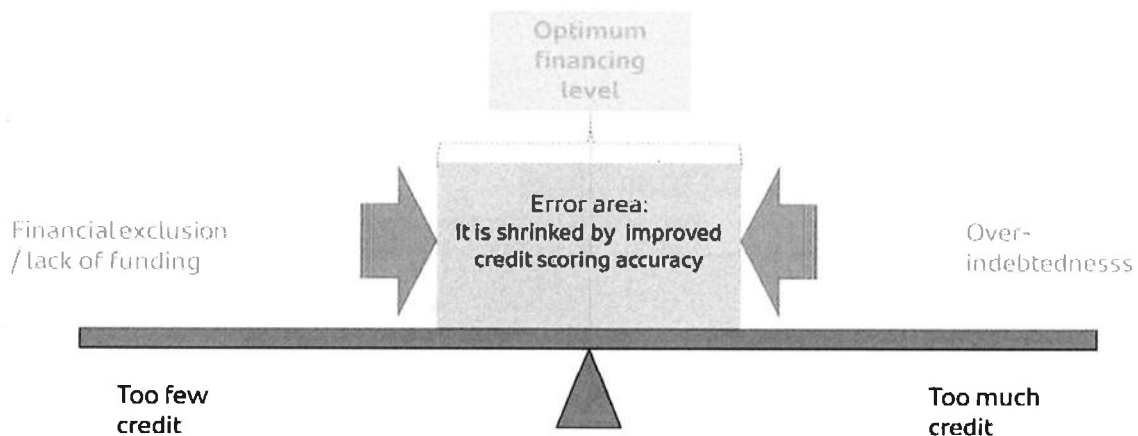 Optimum
financing
level
Error area:
It is shrinked by improved
credit scoring accuracy
Financial exclusion
/ lack of funding
Over-
indebtednesss
Too few
credit
Too much
credit